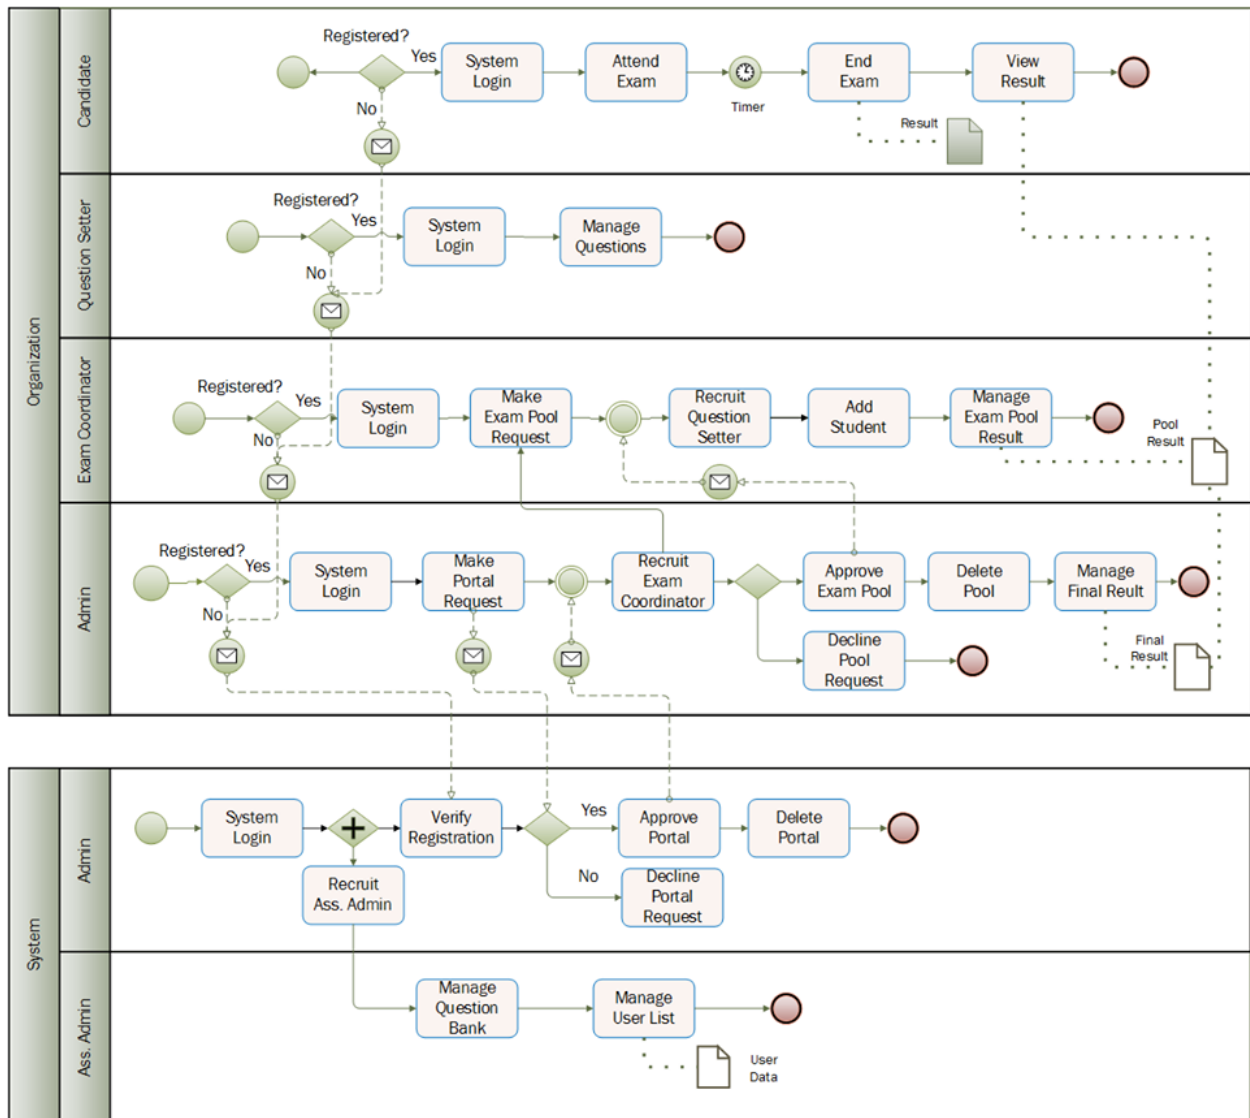 Organization
Candidate
Registered?
Yes
No
System
Login
Attend
Exam
Timer
End
Exam
Result
View
Result
Question Setter
Registered?
Yes
No
System
Login
Manage
Questions
Exam Coordinator
Registered?
Yes
No
System
Login
Make
Exam Pool
Request
Recruit
Question
Setter
Add
Student
Manage
Exam Pool
Result
Pool
Result
Admin
Registered?
Yes
No
System
Login
Make
Portal
Request
Recruit
Exam
Coordinator
Approve
Exam Pool
Delete
Pool
Manage
Final Reult
Decline
Pool
Request
Final
Result
System
Admin
System
Login
Verify
Registration
Yes
Approve
Portal
Delete
Portal
Recruit
Ass. Admin
No
Decline
Portal
Request
Ass. Admin
Manage
Question
Bank
Manage
User List
User
Data